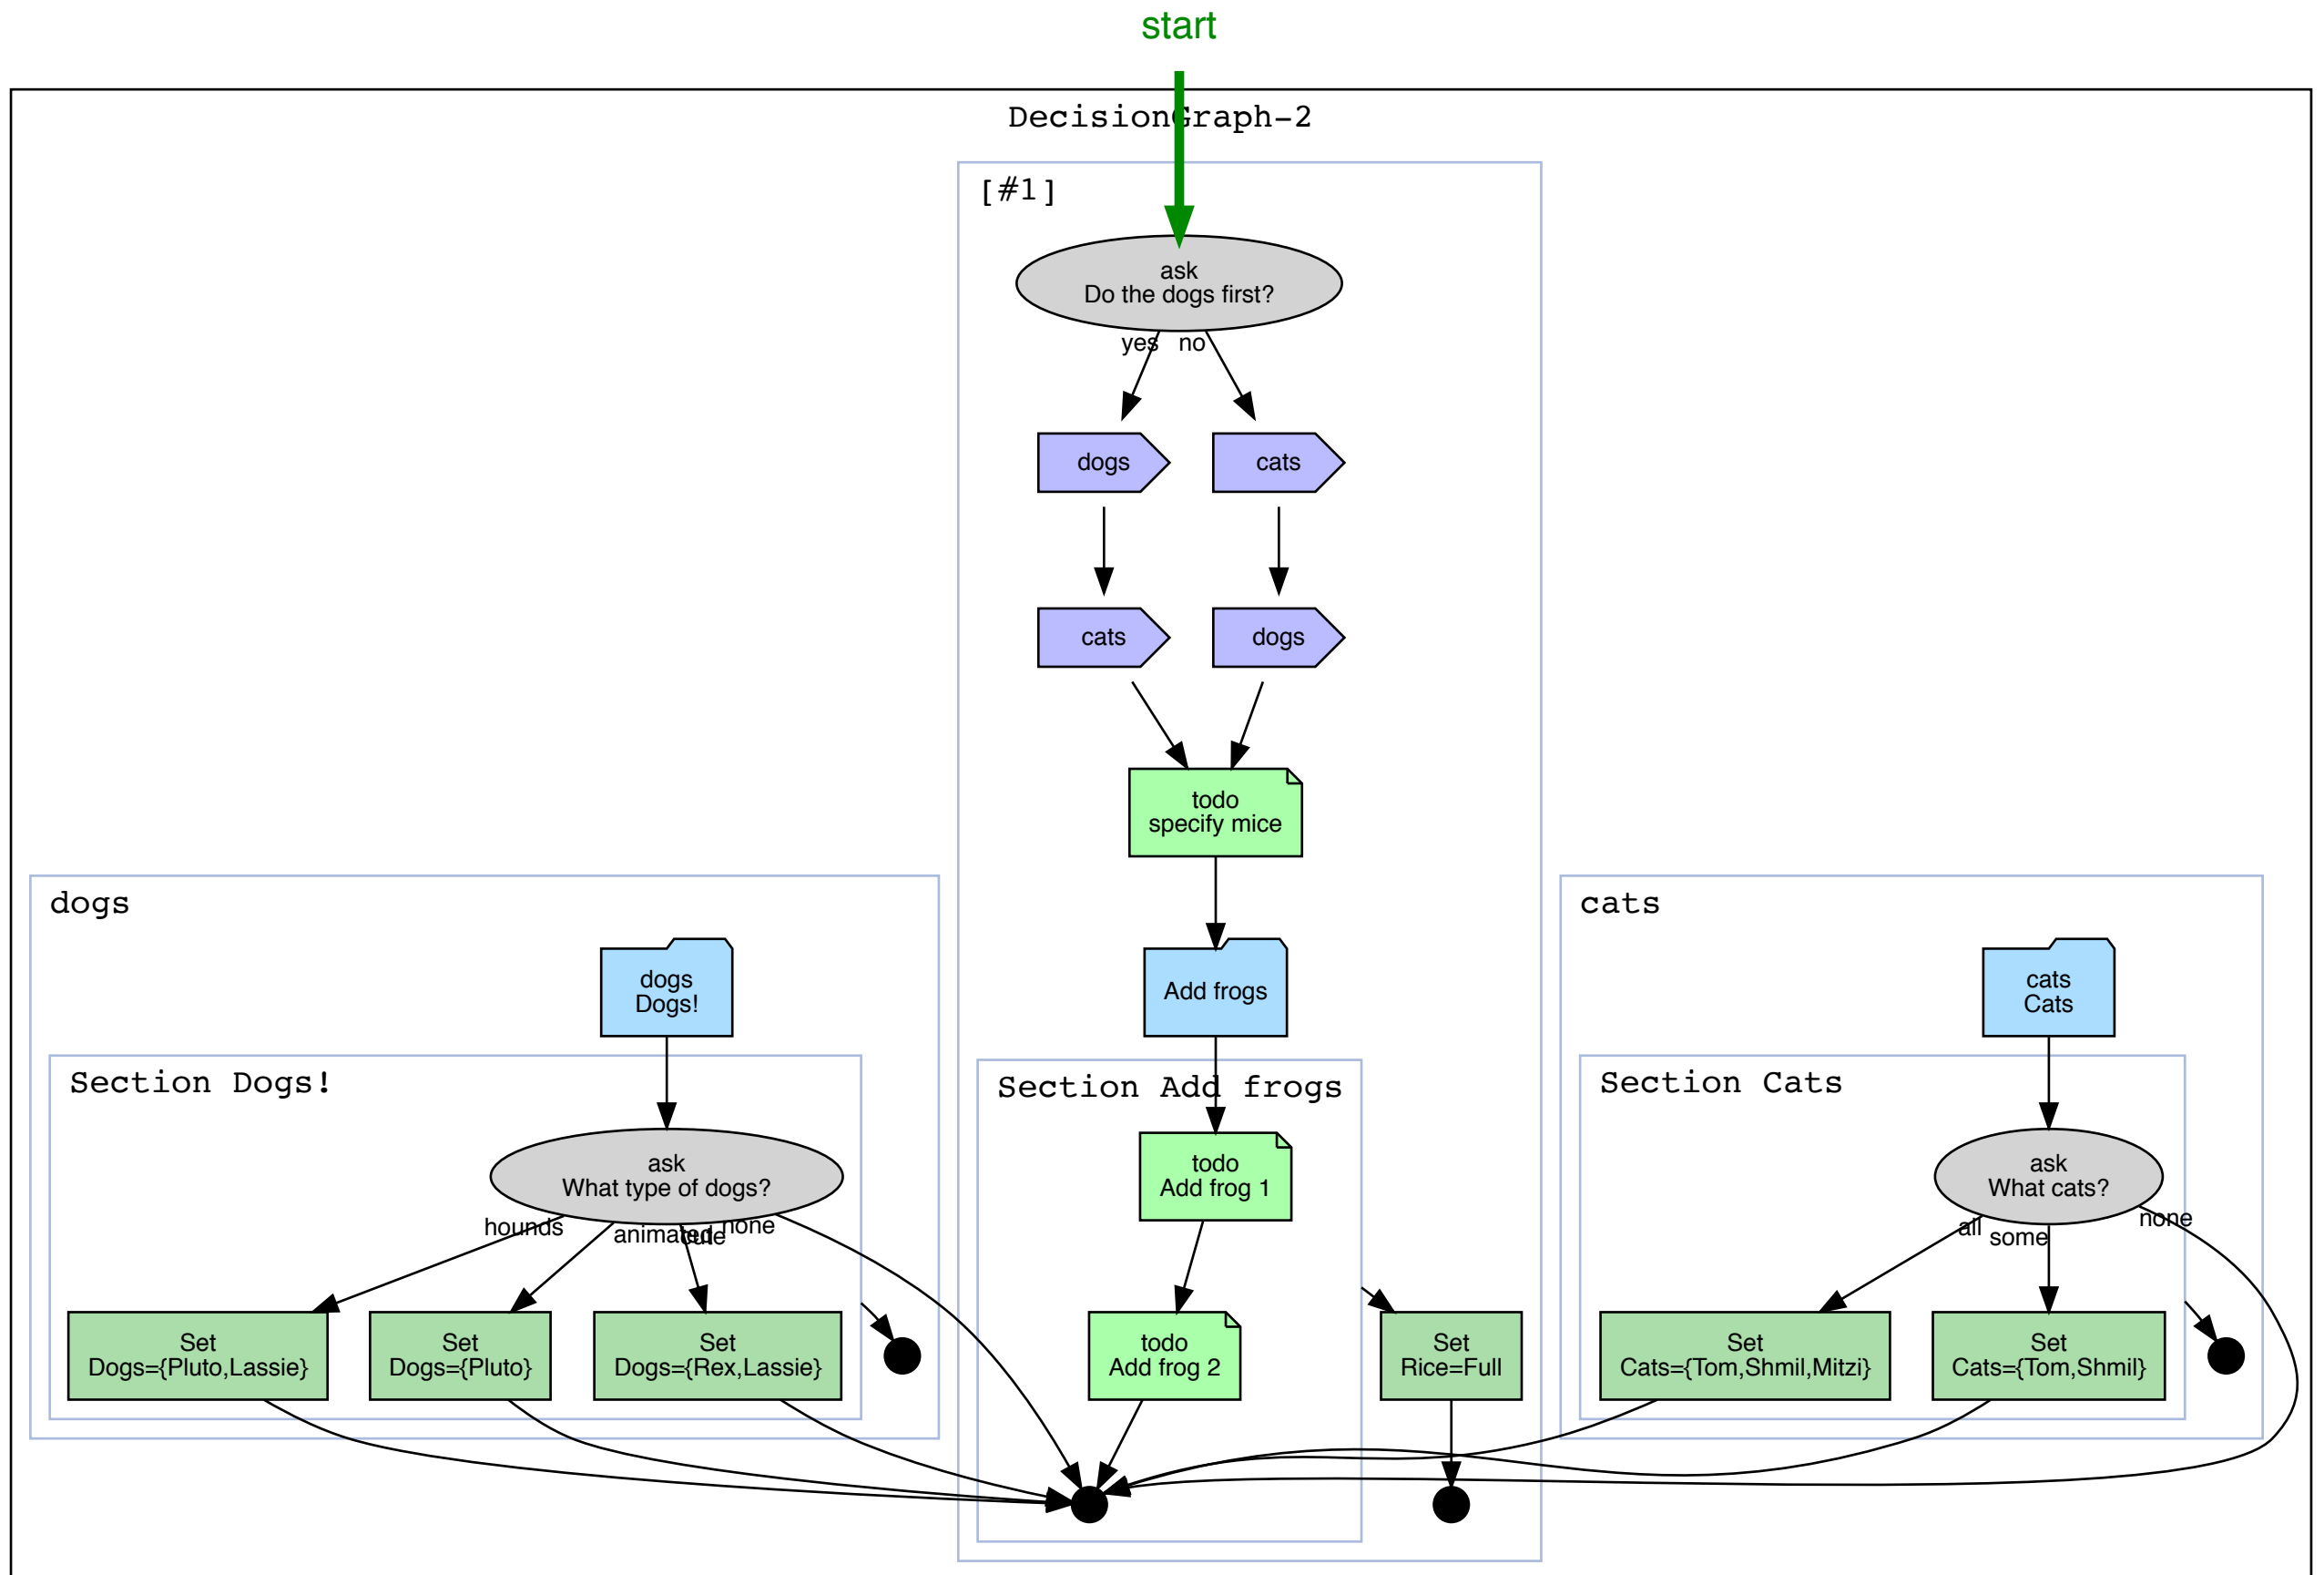 start
DecisionGraph-2
[#1]
ask
Do the dogs first?
yes
no
dogs
cats
cats
dogs
todo
specify mice
dogs
cats
dogs
Dogs!
Add frogs
cats
Cats
Section Dogs!
Section Add frogs
Section Cats
ask
What type of dogs?
todo
Add frog 1
ask
What cats?
hounds
animated
cute
none
all
some
none
Set
Dogs={Pluto,Lassie}
Set
Dogs={Pluto}
Set
Dogs={Rex,Lassie}
todo
Add frog 2
Set
Rice=Full
Set
Cats={Tom,Shmil,Mitzi}
Set
Cats={Tom,Shmil}